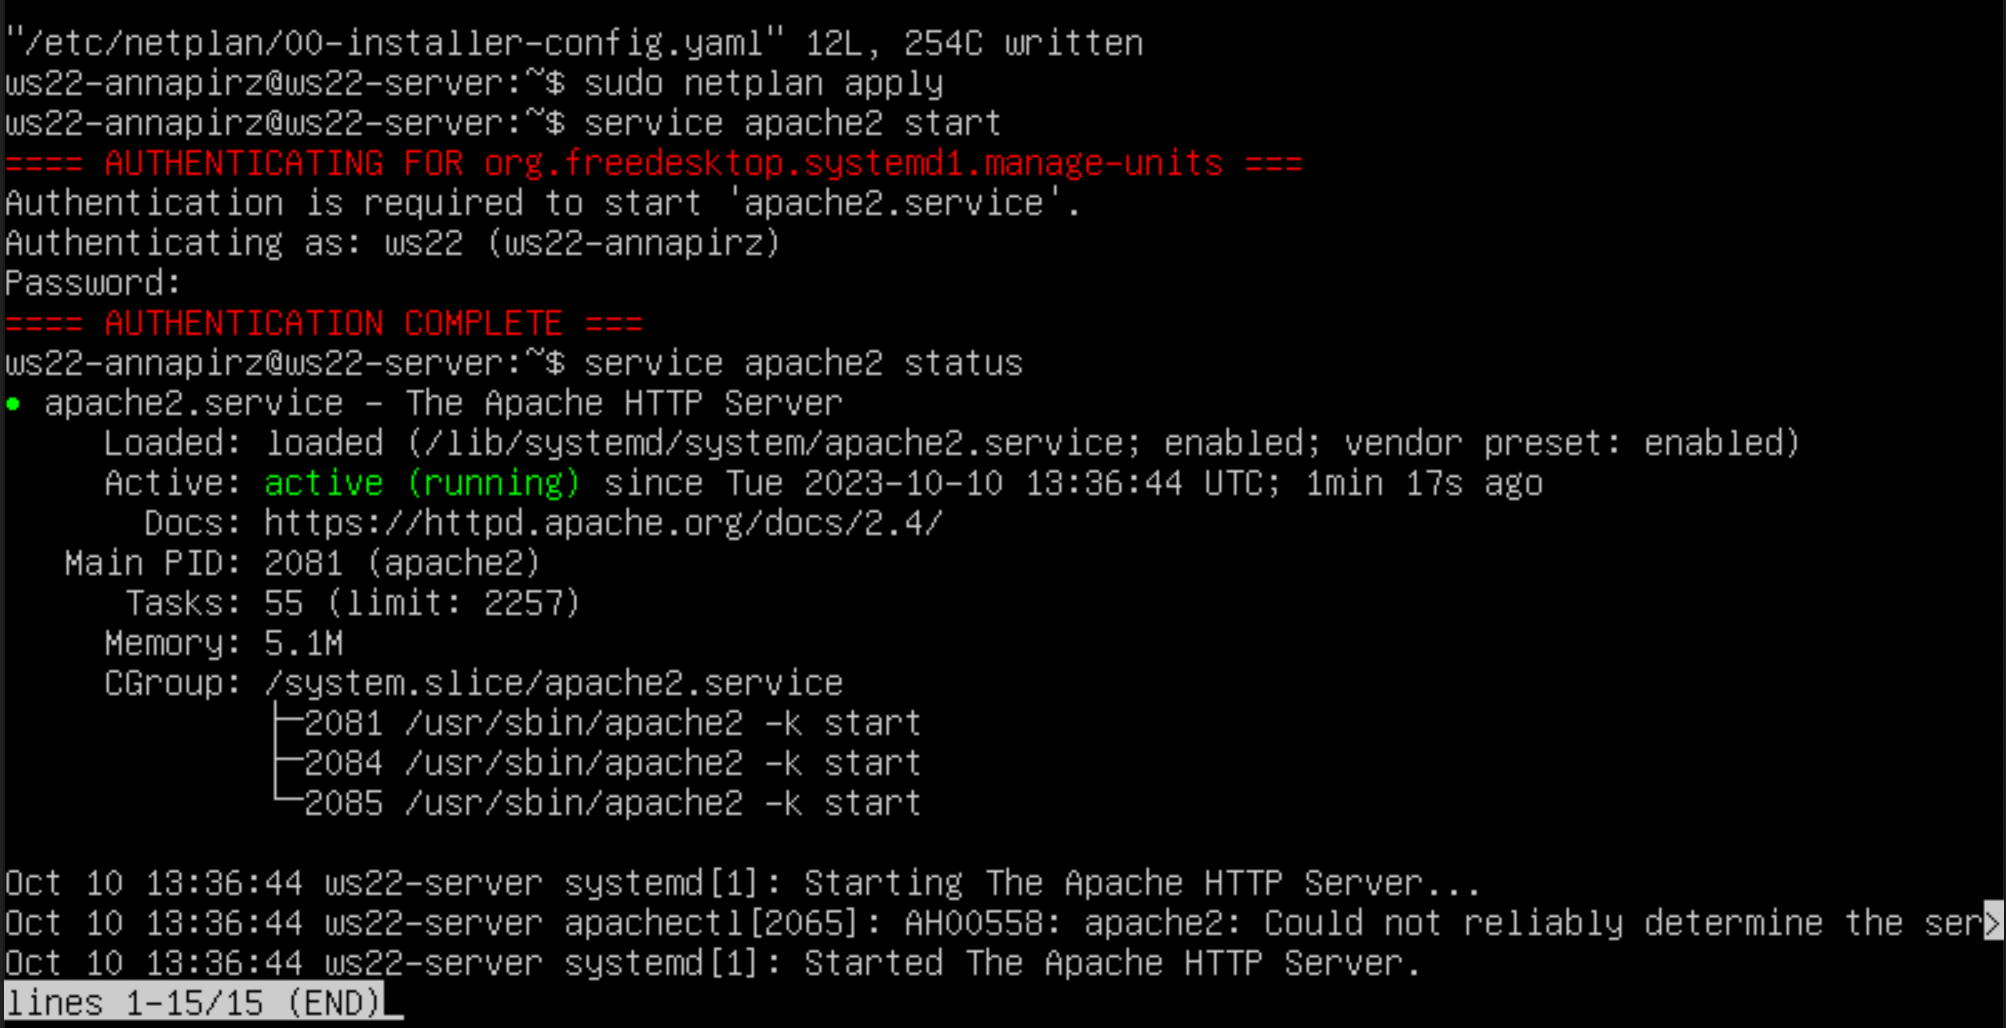 "/etc/netplan/00-installer-config.yaml" 12L, 254C written
ws22-annapirz@ws22-server:~$ sudo netplan apply
ws22-annapirz@ws22-server:~$ service apache2 start
==== AUTHENTICATING FOR org.freedesktop.systemd1.manage-units ===
Authentication is required to start 'apache2.service'.
Authenticating as: ws22 (ws22-annapirz)
Password:
==== AUTHENTICATION COMPLETE ===
ws22-annapirz@ws22-server:~$ service apache2 status
● apache2.service - The Apache HTTP Server
     Loaded: loaded (/lib/systemd/system/apache2.service; enabled; vendor preset: enabled)
     Active: active (running) since Tue 2023-10-10 13:36:44 UTC; 1min 17s ago
       Docs: https://httpd.apache.org/docs/2.4/
   Main PID: 2081 (apache2)
      Tasks: 55 (limit: 2257)
     Memory: 5.1M
     CGroup: /system.slice/apache2.service
             ├─2081 /usr/sbin/apache2 -k start
             ├─2084 /usr/sbin/apache2 -k start
             └─2085 /usr/sbin/apache2 -k start
Oct 10 13:36:44 ws22-server systemd[1]: Starting The Apache HTTP Server...
Oct 10 13:36:44 ws22-server apachectl[2065]: AH00558: apache2: Could not reliably determine the ser>
Oct 10 13:36:44 ws22-server systemd[1]: Started The Apache HTTP Server.
lines 1-15/15 (END)